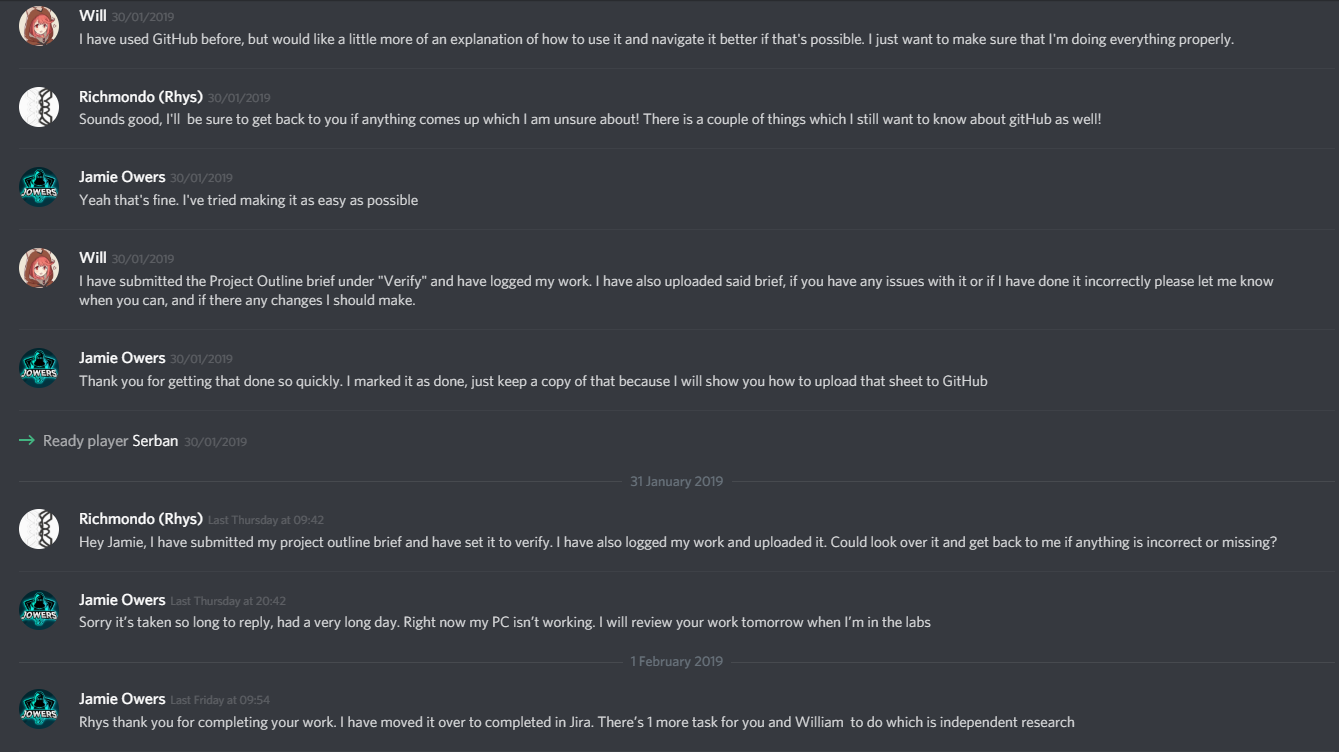 Will 30/01/2019
I have used GitHub before, but would like a little more of an explanation of how to use it and navigate it better if that's possible. I just want to make sure that I'm doing everything properly.
Richmondo (Rhys) 30/01/2019
Sounds good, I'll  be sure to get back to you if anything comes up which I am unsure about! There is a couple of things which I still want to know about gitHub as well!
JOWERS
Jamie Owers 30/01/2019
Yeah that's fine. I've tried making it as easy as possible
Will 30/01/2019
I have submitted the Project Outline brief under "Verify" and have logged my work. I have also uploaded said brief, if you have any issues with it or if I have done it incorrectly please let me know
when you can, and if there any changes I should make.
JOWERS
Jamie Owers 30/01/2019
Thank you for getting that done so quickly. I marked it as done, just keep a copy of that because I will show you how to upload that sheet to GitHub
Ready player Serban 30/01/2019
31 January 2019
Richmondo (Rhys) Last Thursday at 09:42
Hey Jamie, I have submitted my project outline brief and have set it to verify. I have also logged my work and uploaded it. Could look over it and get back to me if anything is incorrect or missing?
JOWERS
Jamie Owers Last Thursday at 20:42
Sorry it's taken so long to reply, had a very long day. Right now my PC isn't working. I will review your work tomorrow when I'm in the labs
1 February 2019
JOWERS
Jamie Owers Last Friday at 09:54
Rhys thank you for completing your work. I have moved it over to completed in Jira. There's 1 more task for you and William  to do which is independent research